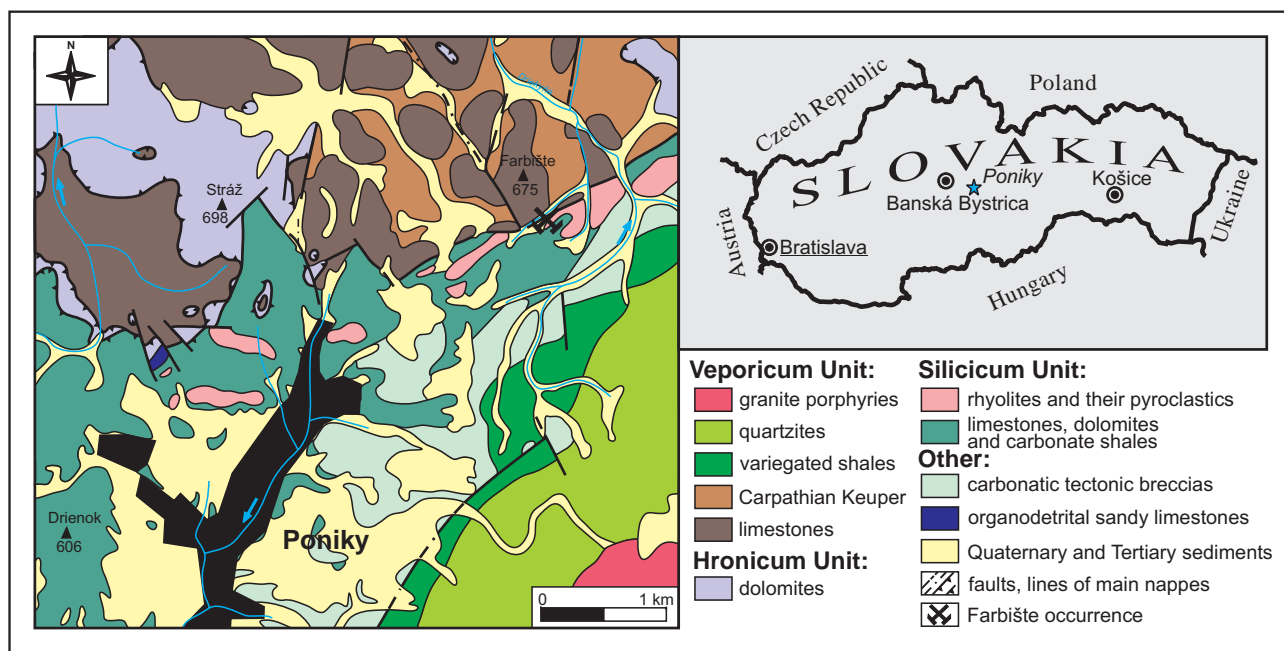 N
Farbište
675
Stráž
698
Drienok
606
Poniky
0 1 km
Czech Republic
Poland
SLOVAKIA
Poniky
Banská Bystrica
Košice
Ukraine
Austria
Bratislava
Hungary
Veporicum Unit:
granite porphyries
quartzites
variegated shales
Carpathian Keuper
limestones
Hronicum Unit:
dolomites
Silicicum Unit:
rhyolites and their pyroclastics
limestones, dolomites
and carbonate shales
Other:
carbonatic tectonic breccias
organodetrital sandy limestones
Quaternary and Tertiary sediments
faults, lines of main nappes
Farbište occurrence